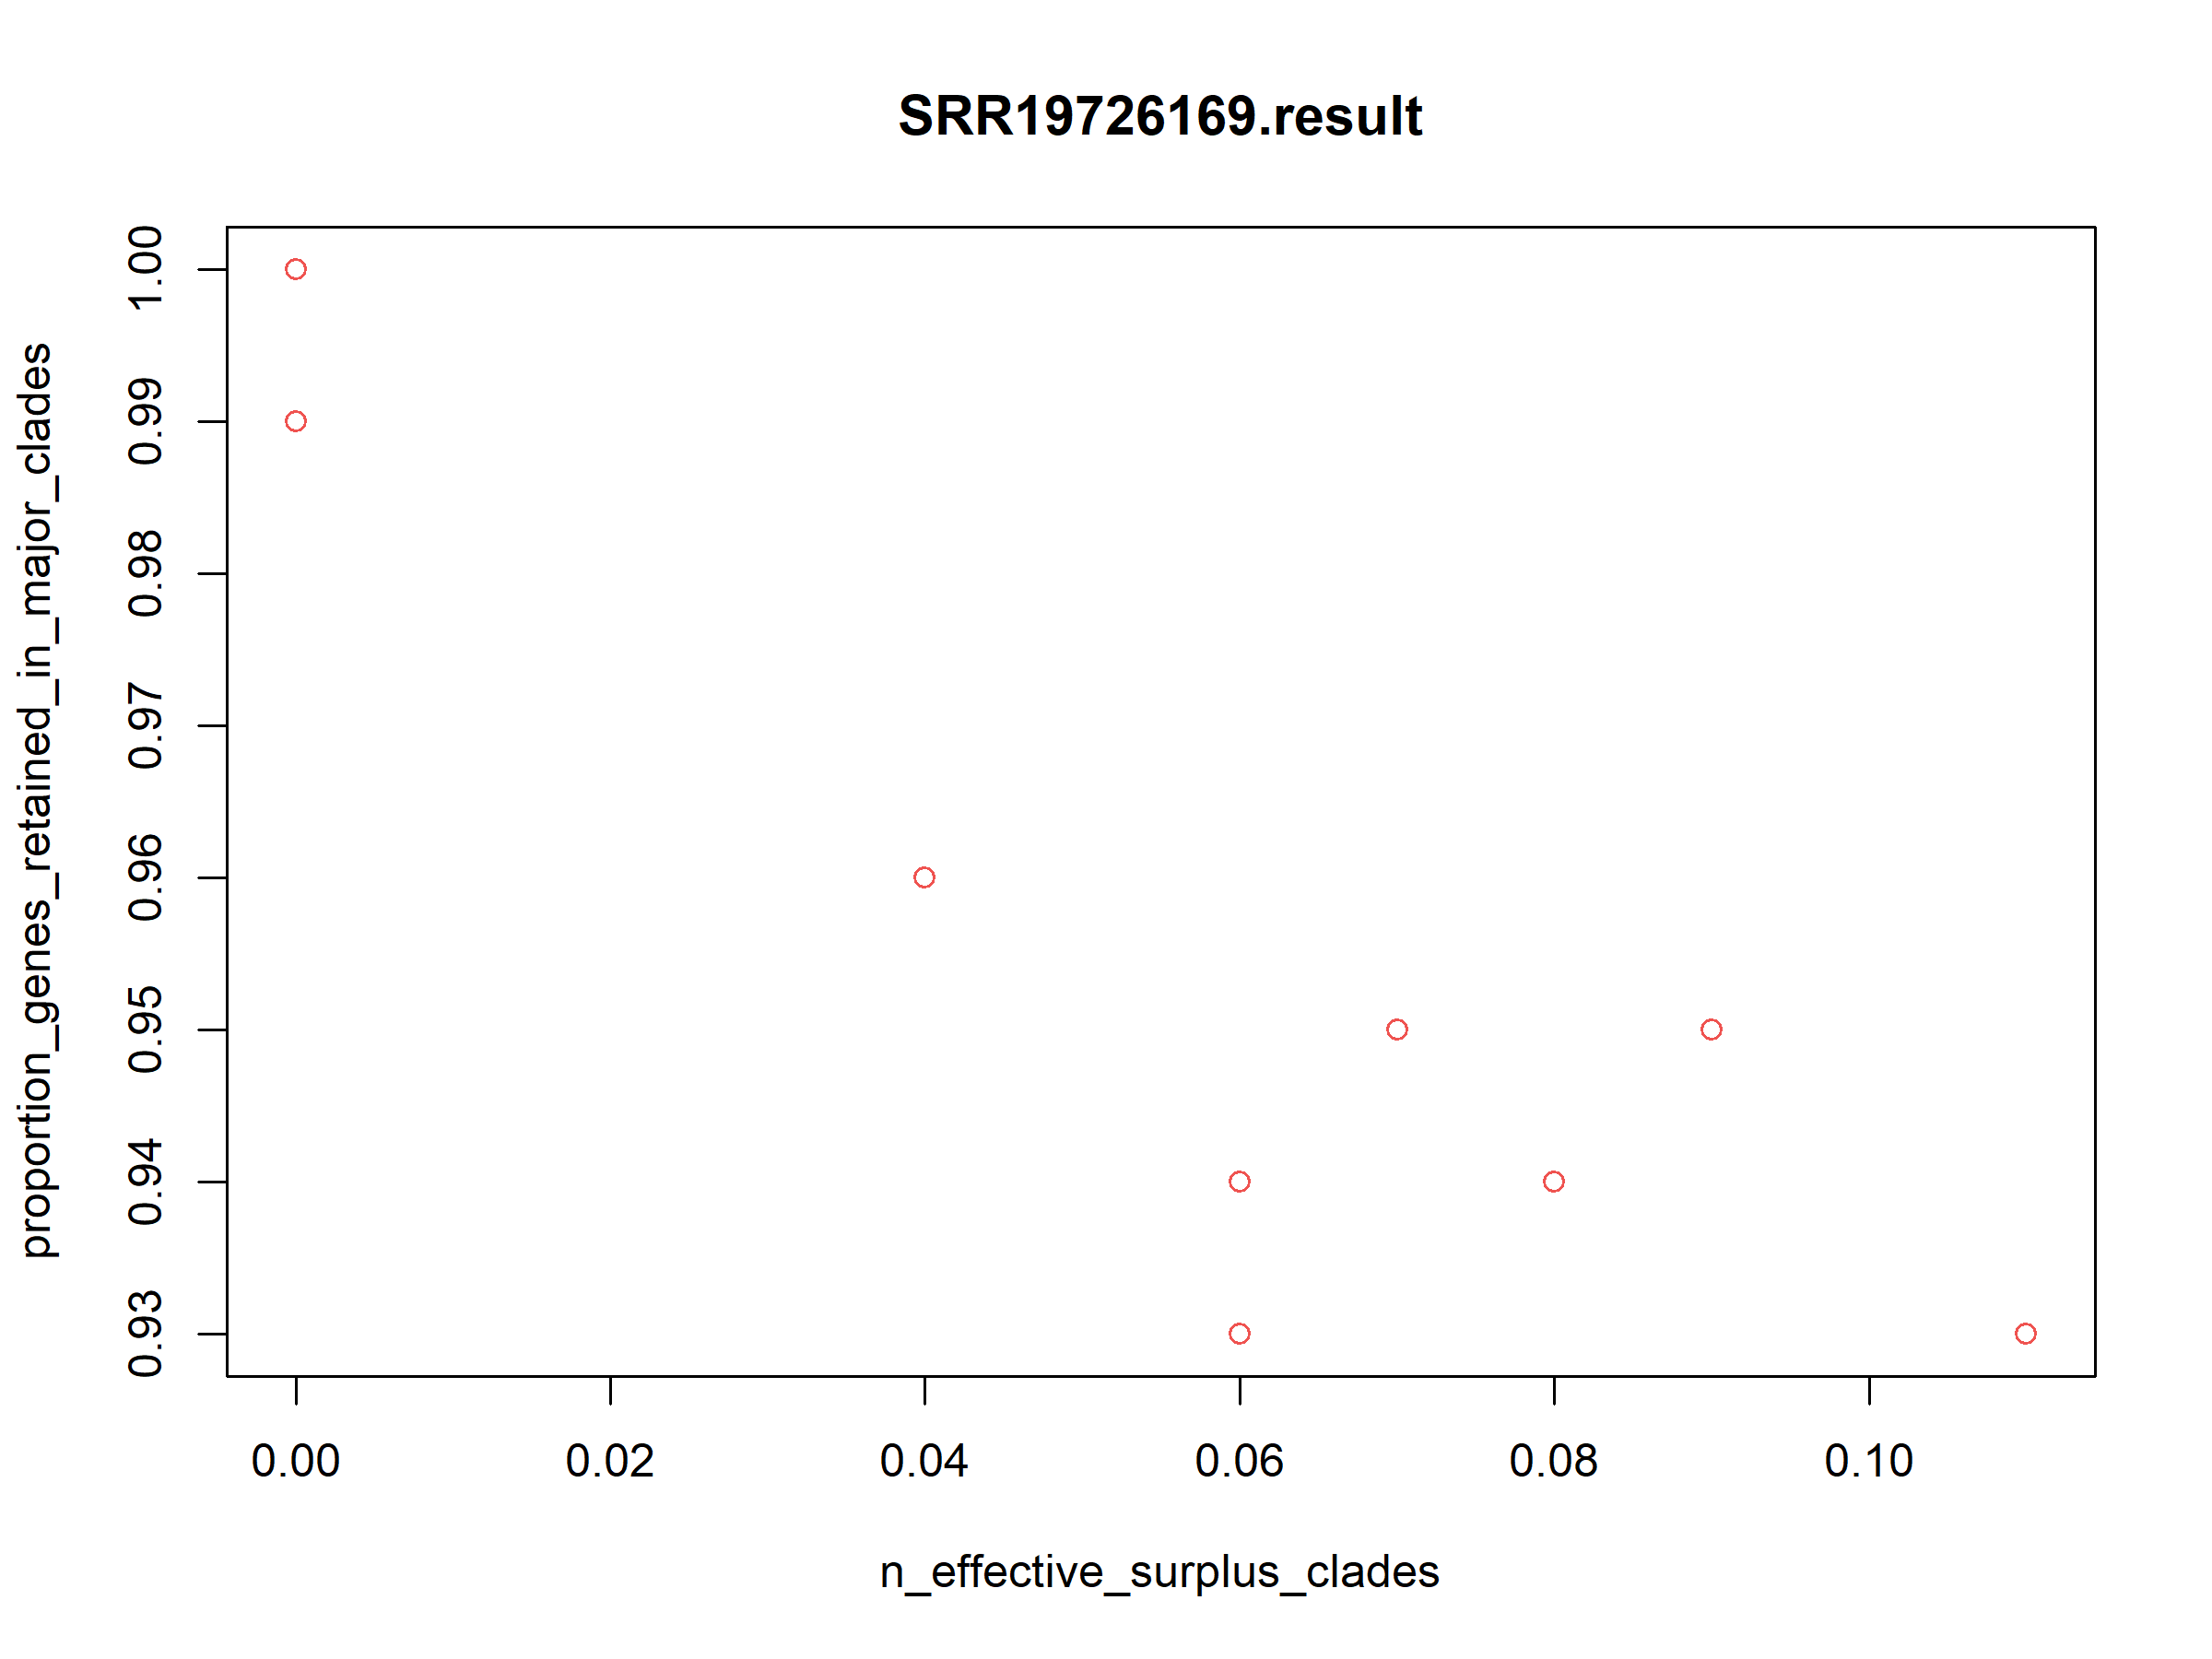 SRR19726169.result
proportion_genes_retained_in_major_clades
1.00
0.99
0.98
0.97
0.96
0.95
0.94
0.93
0.00 0.02 0.04 0.06 0.08 0.10
n_effective_surplus_clades